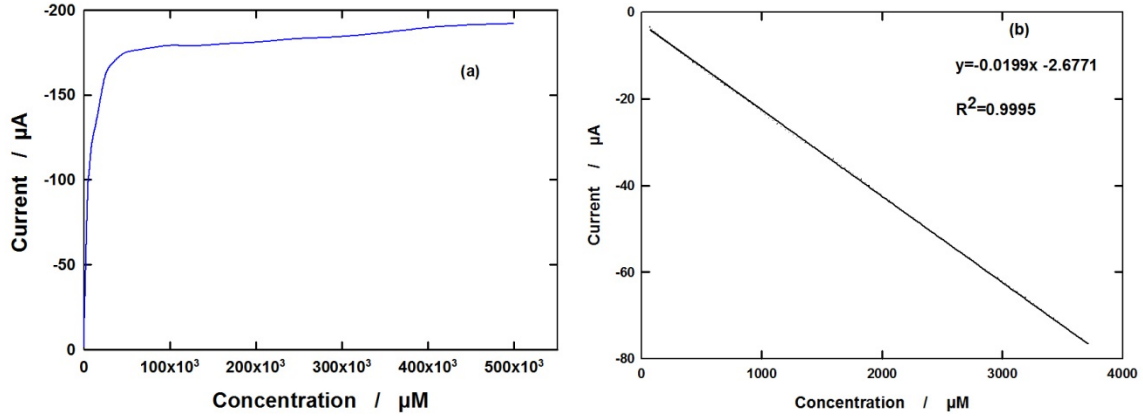 -200
-150
-100
-50
0
Current / µA
(a)
0
100x10³
200x10³
300x10³
400x10³
500x10³
Concentration / µM
0
-20
-40
-60
-80
Current / µA
(b)
y=-0.0199x -2.6771
R²=0.9995
0
1000
2000
3000
4000
Concentration / µM